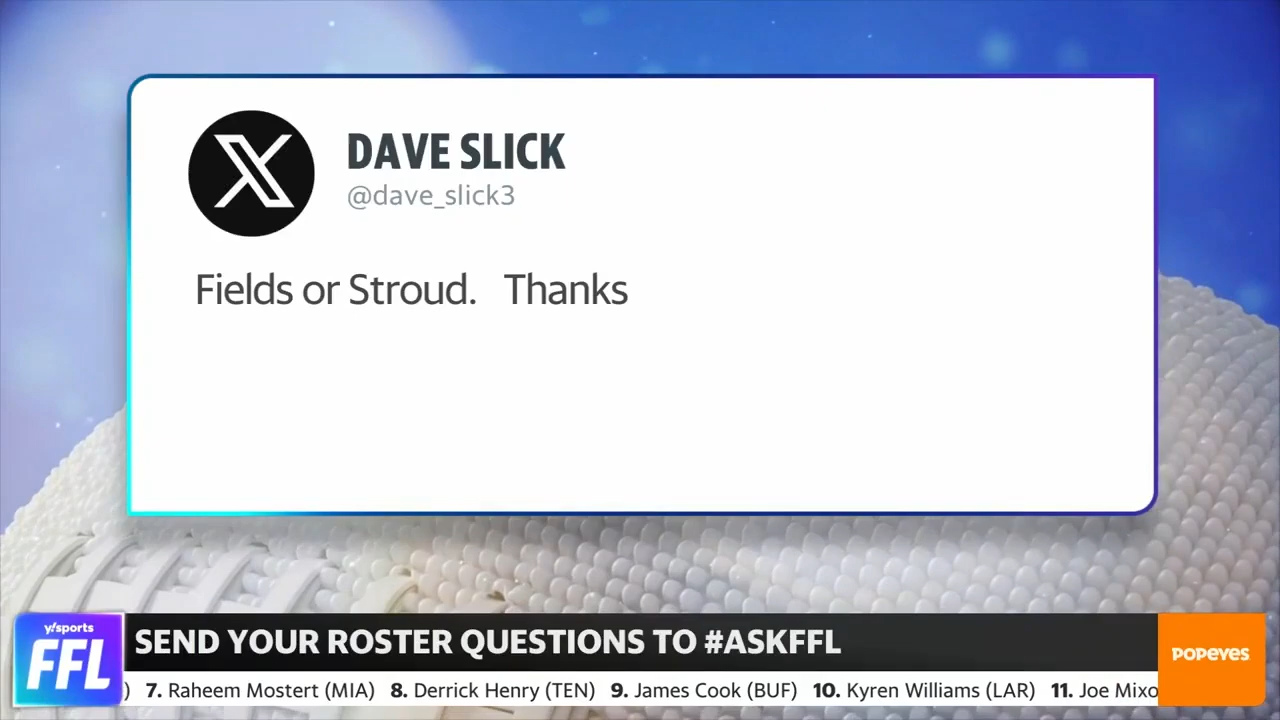 DAVE SLICK
@dave_slick3
Fields or Stroud. Thanks
y!sports
FFL
SEND YOUR ROSTER QUESTIONS TO #ASKFFL
POPEYES
) 7. Raheem Mostert (MIA) 8. Derrick Henry (TEN) 9. James Cook (BUF) 10. Kyren Williams (LAR) 11. Joe Mixo